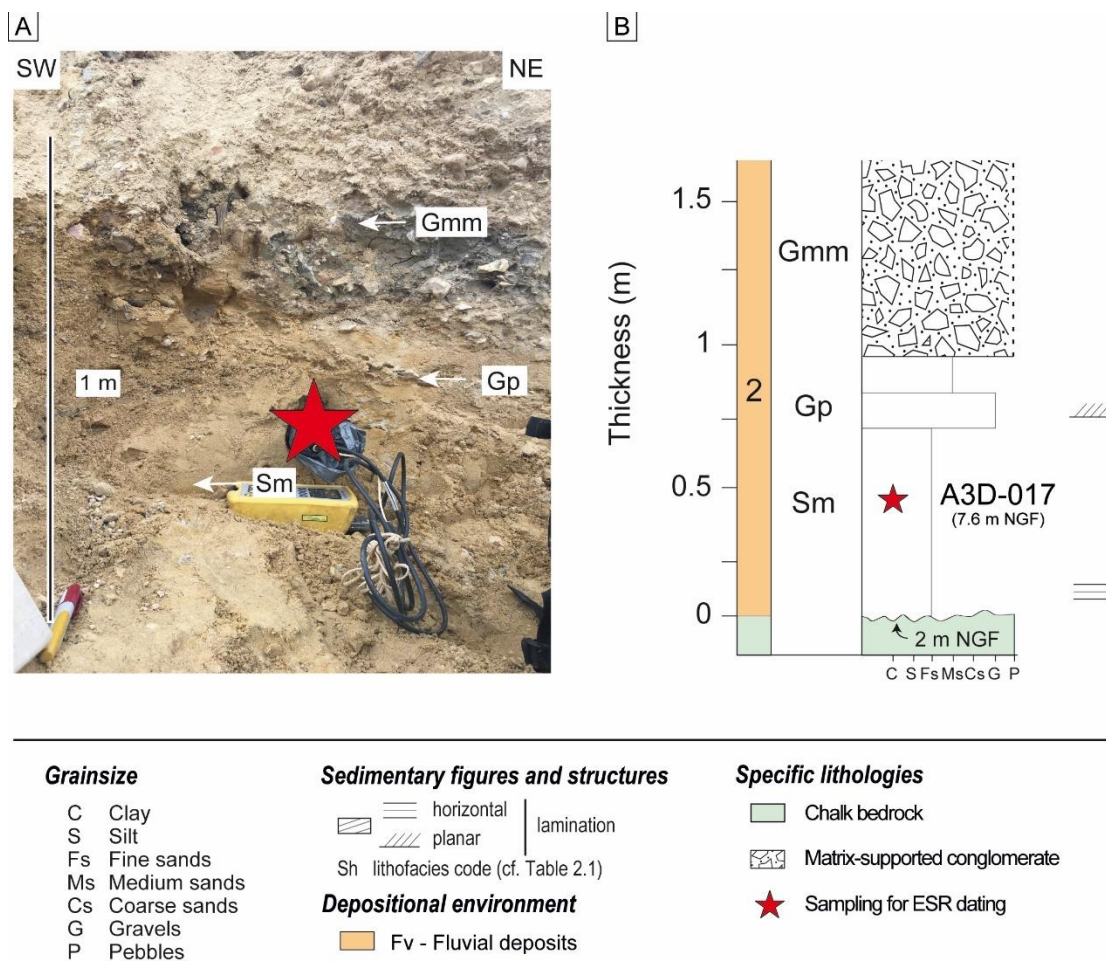 A
SW
NE
Gmm
1 m
Gp
Sm
B
Thickness (m)
1.5
1
0.5
0
2
Gmm
Gp
Sm
A3D-017
(7.6 m NGF)
2 m NGF
C S Fs Ms Cs G P
Grainsize
C Clay
S Silt
Fs Fine sands
Ms Medium sands
Cs Coarse sands
G Gravels
P Pebbles
Sedimentary figures and structures
horizontal
planar
lamination
Sh lithofacies code (cf. Table 2.1)
Depositional environment
Fv - Fluvial deposits
Specific lithologies
Chalk bedrock
Matrix-supported conglomerate
Sampling for ESR dating